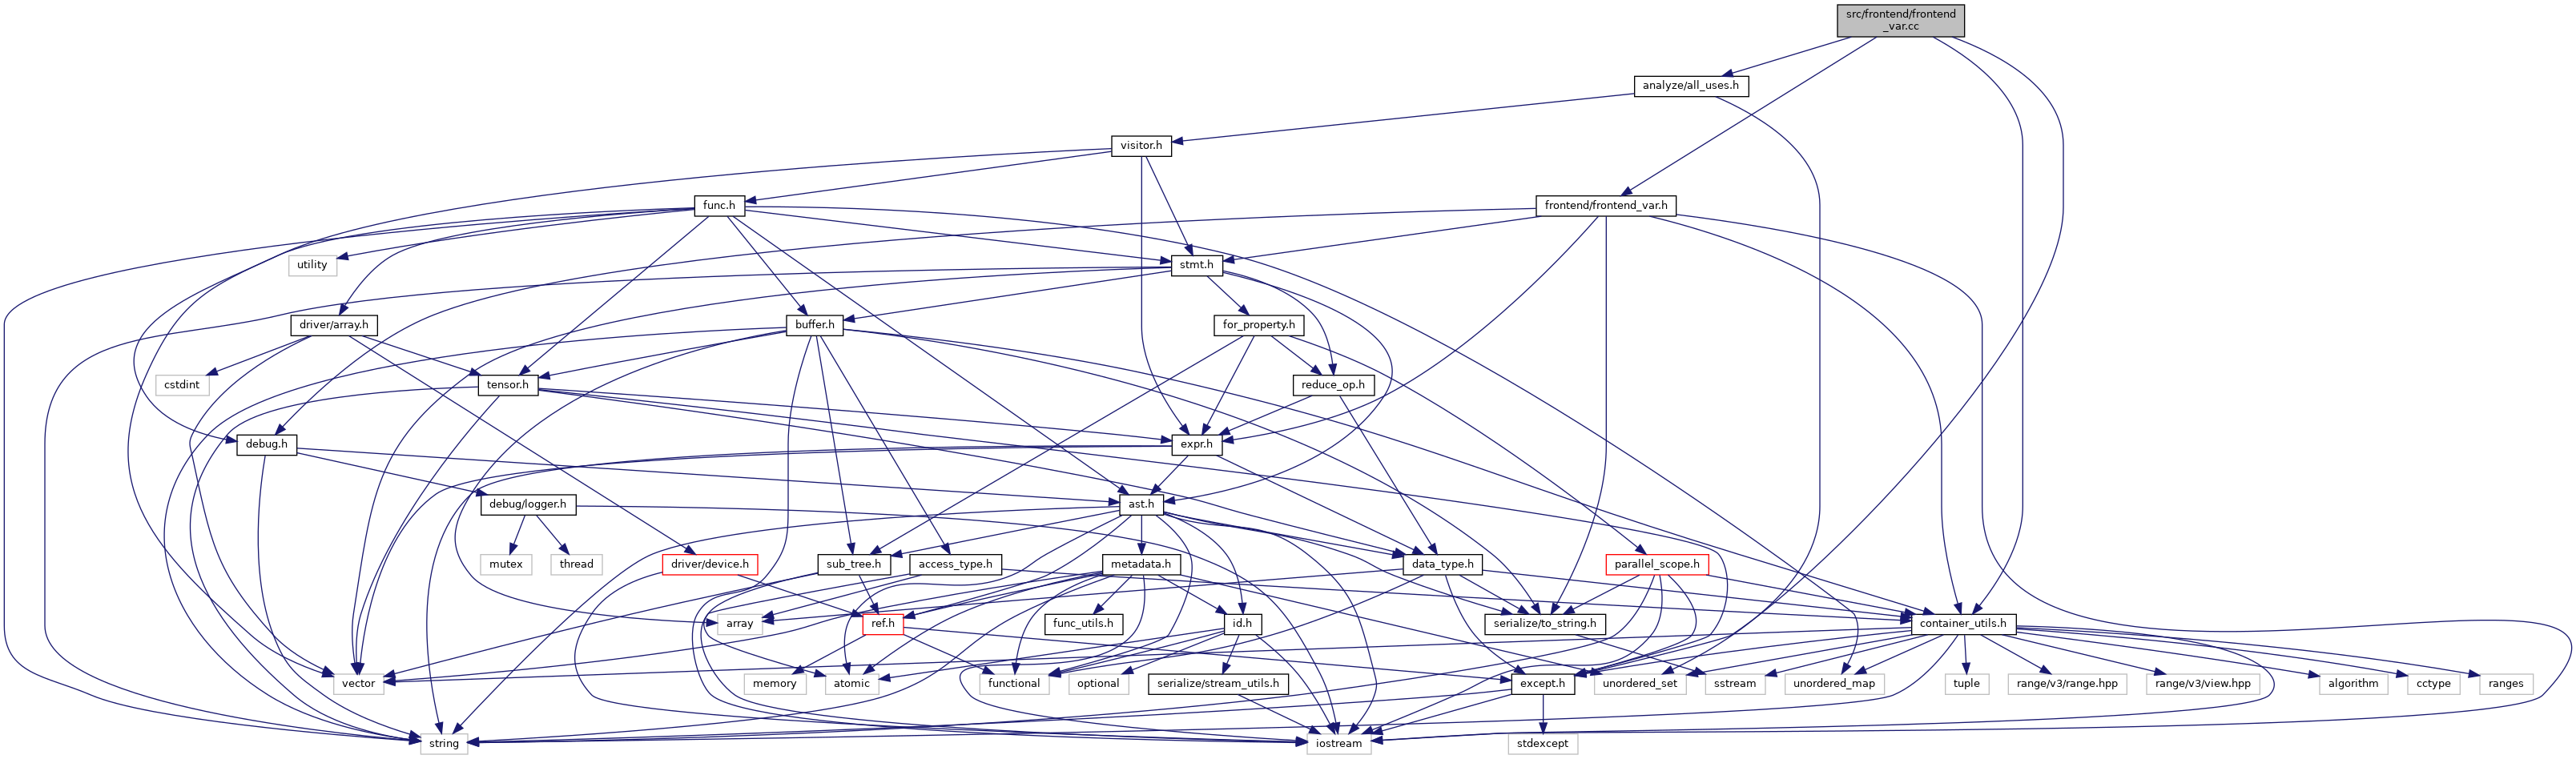 src/frontend/frontend
_var.cc
analyze/all_uses.h
visitor.h
func.h
frontend/frontend_var.h
utility
stmt.h
driver/array.h
buffer.h
for_property.h
cstdint
tensor.h
reduce_op.h
debug.h
expr.h
debug/logger.h
ast.h
mutex
thread
driver/device.h
sub_tree.h
access_type.h
metadata.h
data_type.h
parallel_scope.h
array
ref.h
func_utils.h
id.h
serialize/to_string.h
container_utils.h
vector
memory
atomic
functional
optional
serialize/stream_utils.h
except.h
unordered_set
sstream
unordered_map
tuple
range/v3/range.hpp
range/v3/view.hpp
algorithm
cctype
ranges
string
iostream
stdexcept